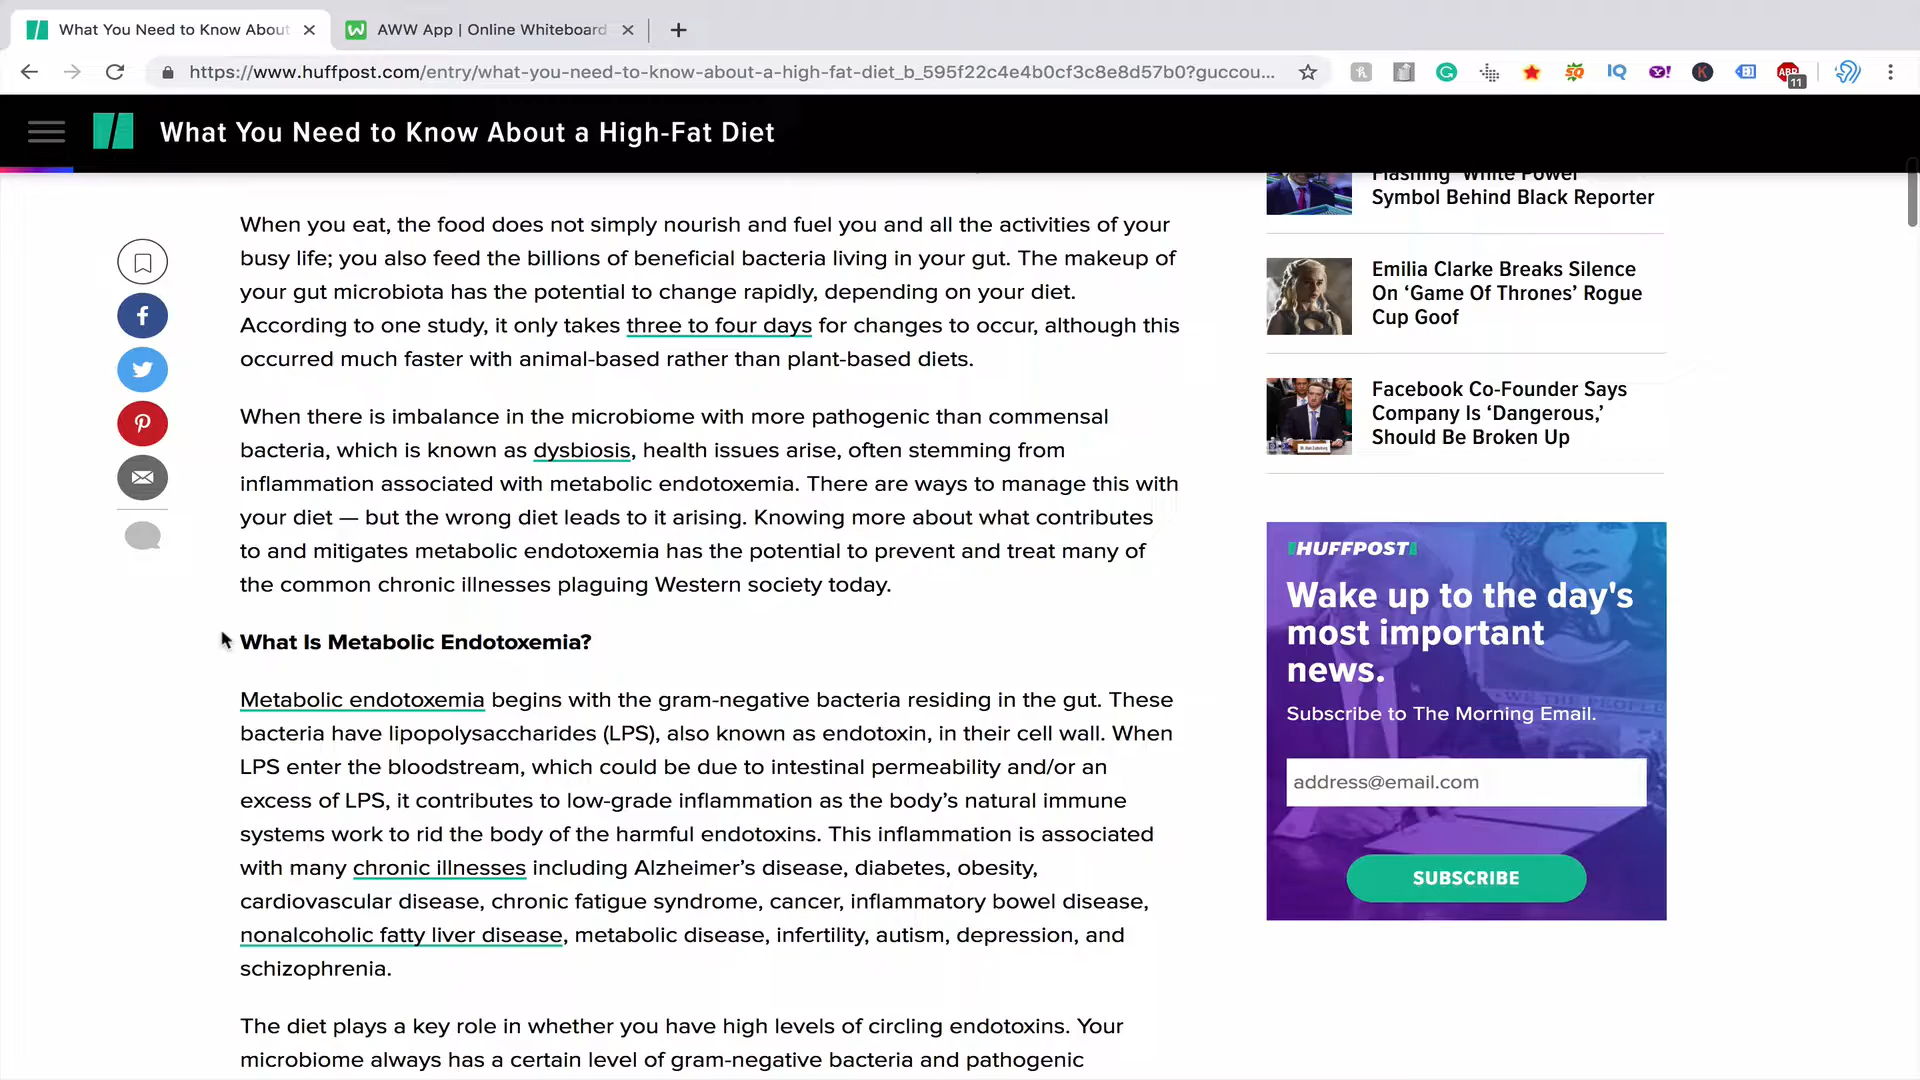 What You Need to Know About
AWW App | Online Whiteboard
https://www.huffpost.com/entry/what-you-need-to-know-about-a-high-fat-diet_b_595f22c4e4b0cf3c8e8d57b0?guccou...
11
What You Need to Know About a High-Fat Diet
When you eat, the food does not simply nourish and fuel you and all the activities of your
busy life; you also feed the billions of beneficial bacteria living in your gut. The makeup of
your gut microbiota has the potential to change rapidly, depending on your diet.
According to one study, it only takes three to four days for changes to occur, although this
occurred much faster with animal-based rather than plant-based diets.
When there is imbalance in the microbiome with more pathogenic than commensal
bacteria, which is known as dysbiosis, health issues arise, often stemming from
inflammation associated with metabolic endotoxemia. There are ways to manage this with
your diet — but the wrong diet leads to it arising. Knowing more about what contributes
to and mitigates metabolic endotoxemia has the potential to prevent and treat many of
the common chronic illnesses plaguing Western society today.
What Is Metabolic Endotoxemia?
Metabolic endotoxemia begins with the gram-negative bacteria residing in the gut. These
bacteria have lipopolysaccharides (LPS), also known as endotoxin, in their cell wall. When
LPS enter the bloodstream, which could be due to intestinal permeability and/or an
excess of LPS, it contributes to low-grade inflammation as the body's natural immune
systems work to rid the body of the harmful endotoxins. This inflammation is associated
with many chronic illnesses including Alzheimer's disease, diabetes, obesity,
cardiovascular disease, chronic fatigue syndrome, cancer, inflammatory bowel disease,
nonalcoholic fatty liver disease, metabolic disease, infertility, autism, depression, and
schizophrenia.
The diet plays a key role in whether you have high levels of circling endotoxins. Your
microbiome always has a certain level of gram-negative bacteria and pathogenic
Flashing 'White Power'
Symbol Behind Black Reporter
Emilia Clarke Breaks Silence
On 'Game Of Thrones' Rogue
Cup Goof
Facebook Co-Founder Says
Company Is 'Dangerous,'
Should Be Broken Up
HUFFPOST
Wake up to the day's
most important
news.
Subscribe to The Morning Email.
address@email.com
SUBSCRIBE